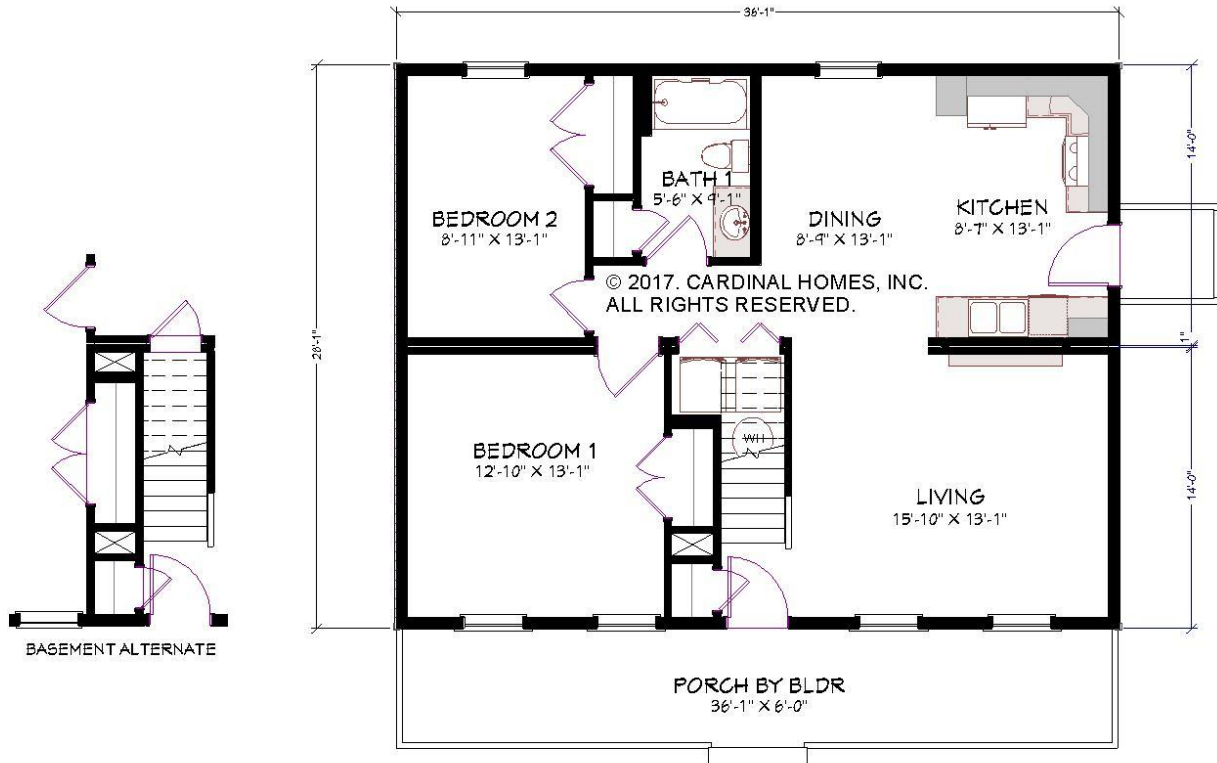 36'-1"
28'-1"
14'-0"
1"
14'-0"
BEDROOM 2
8'-11" X 13'-1"
BATH 1
5'-6" X 9'-1"
DINING
8'-9" X 13'-1"
KITCHEN
8'-7" X 13'-1"
© 2017. CARDINAL HOMES, INC.
ALL RIGHTS RESERVED.
BEDROOM 1
12'-10" X 13'-1"
WH
LIVING
15'-10" X 13'-1"
BASEMENT ALTERNATE
PORCH BY BLDR
36'-1" X 6'-0"